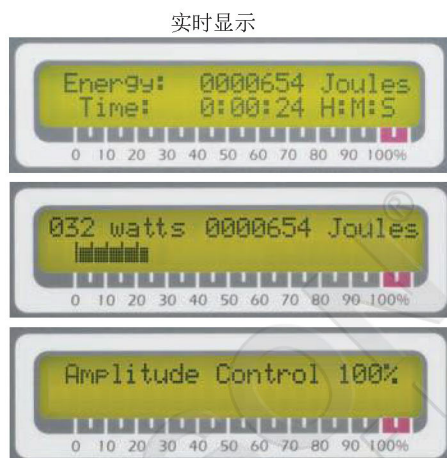 实时显示
Energy: 0000654 Joules
Time: 0:00:24 H:M:S
0 10 20 30 40 50 60 70 80 90 100%
032 watts 0000654 Joules
0 10 20 30 40 50 60 70 80 90 100%
Amplitude Control 100%
0 10 20 30 40 50 60 70 80 90 100%